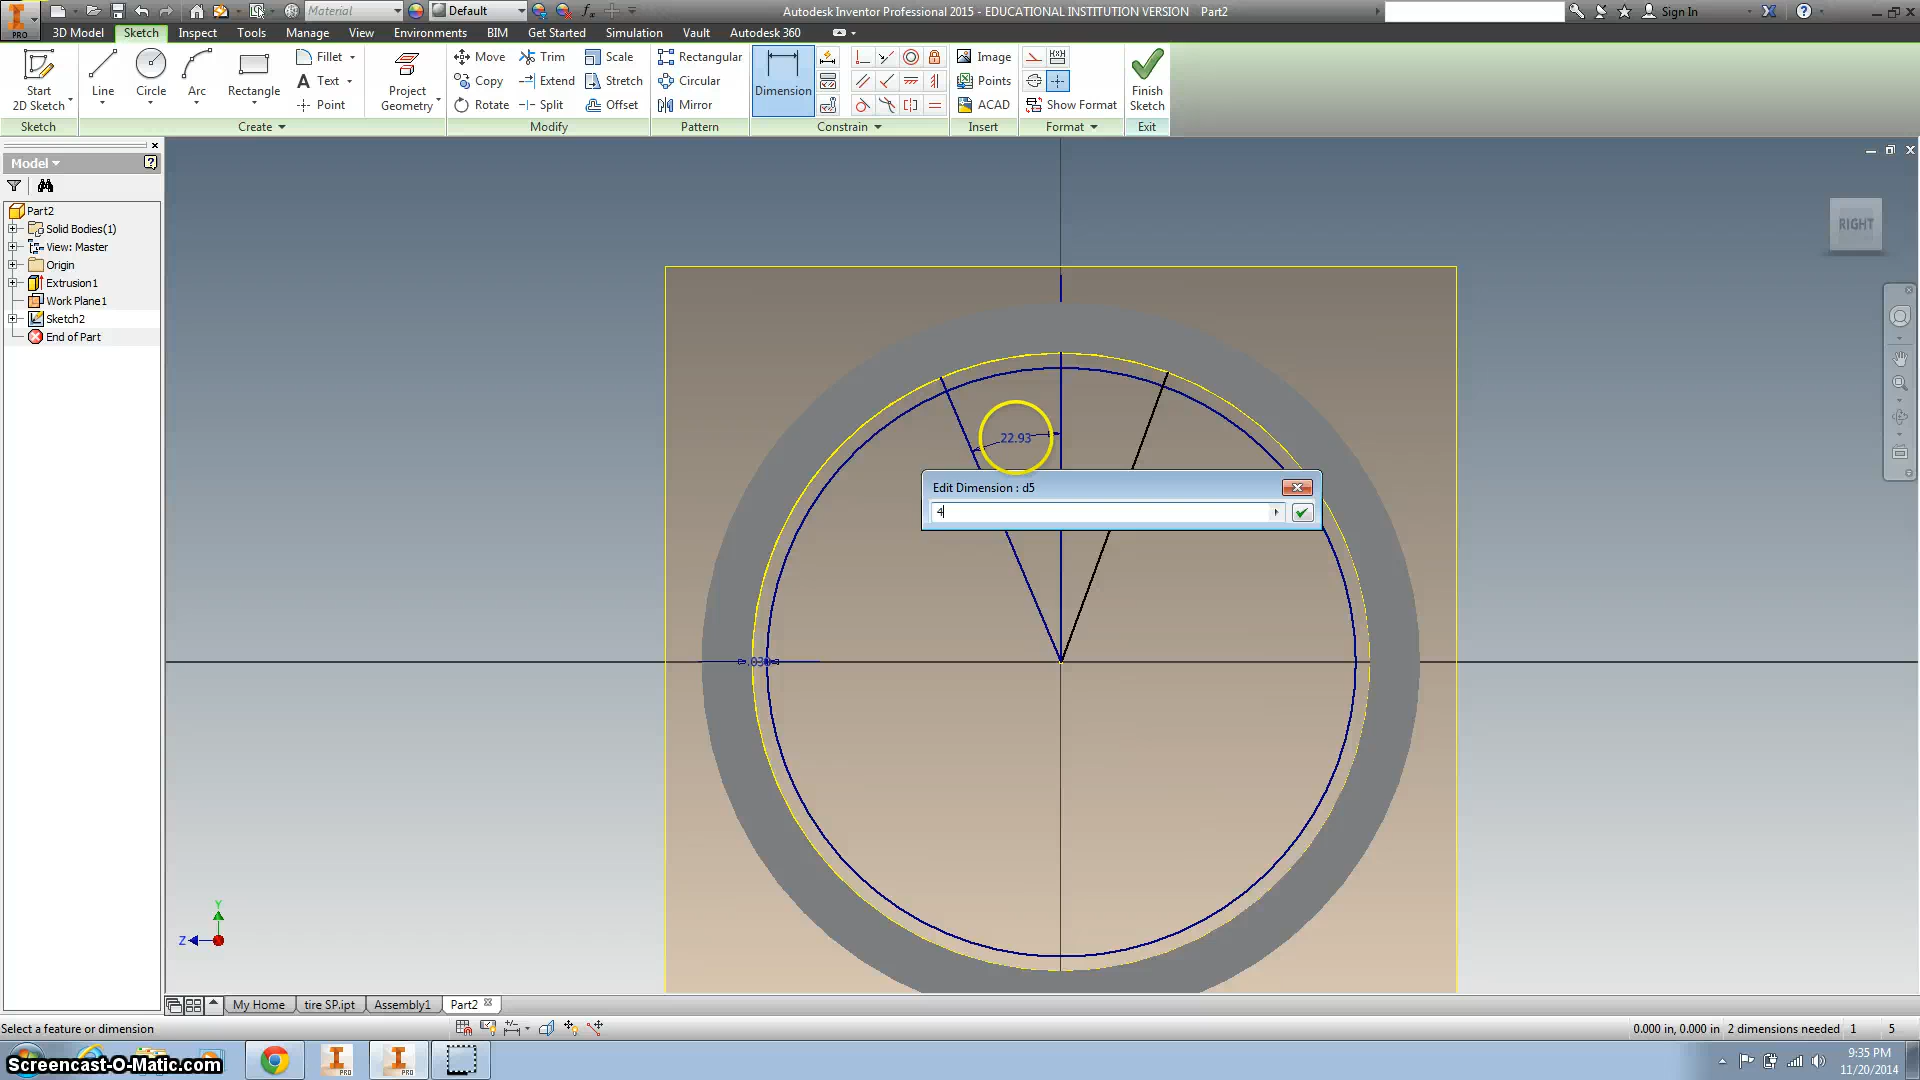 Material
Default
Autodesk Inventor Professional 2015 - EDUCATIONAL INSTITUTION VERSION Part2
Sign In
PRO
3D Model Sketch Inspect Tools Manage View Environments BIM Get Started Simulation Vault Autodesk 360
Start
2D Sketch
Line
Circle
Arc
Rectangle
Fillet
Text
Point
Project
Geometry
Move
Copy
Rotate
Trim
Extend
Split
Scale
Stretch
Offset
Rectangular
Circular
Mirror
Dimension
Image
Points
ACAD
Show Format
Finish
Sketch
Sketch
Create
Modify
Pattern
Constrain
Insert
Format
Exit
Model
Part2
Solid Bodies(1)
View: Master
Origin
Extrusion1
Work Plane1
Sketch2
End of Part
RIGHT
22.93
Edit Dimension : d5
4
.030
Y
Z
My Home
tire SP.ipt
Assembly1
Part2
Select a feature or dimension
0.000 in, 0.000 in 2 dimensions needed 1 5
Screencast-O-Matic.com
PRO
PRO
9:35 PM
11/20/2014